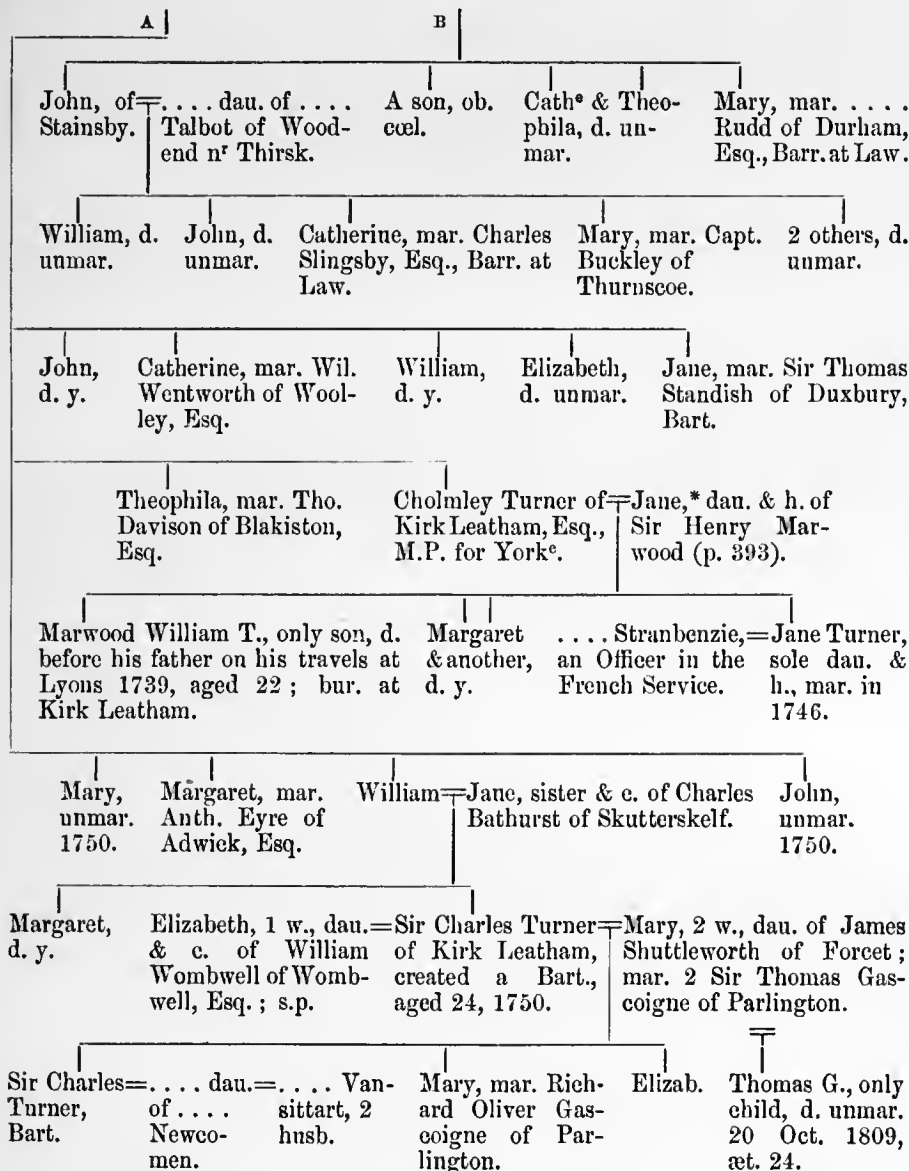 A
B
John, of
Stainsby.
. . . . dau. of . . . .
Talbot of Wood-
end nʳ Thirsk.
A son, ob.
cœl.
Cathᵉ & Theo-
phila, d. un-
mar.
Mary, mar. . . . .
Rudd of Durham,
Esq., Barr. at Law.
William, d.
unmar.
John, d.
unmar.
Catherine, mar. Charles
Slingsby, Esq., Barr. at
Law.
Mary, mar. Capt.
Buckley of
Thurnscoe.
2 others, d.
unmar.
John,
d. y.
Catherine, mar. Wil.
Wentworth of Wool-
ley, Esq.
William,
d. y.
Elizabeth,
d. unmar.
Jane, mar. Sir Thomas
Standish of Duxbury,
Bart.
Theophila, mar. Tho.
Davison of Blakiston,
Esq.
Cholmley Turner of
Kirk Leatham, Esq.,
M.P. for Yorkᵉ.
Jane,* dau. & h. of
Sir Henry Mar-
wood (p. 393).
Marwood William T., only son, d.
before his father on his travels at
Lyons 1739, aged 22 ; bur. at
Kirk Leatham.
Margaret
& another,
d. y.
. . . . Stranbenzie,=
an Officer in the
French Service.
Jane Turner,
sole dau. &
h., mar. in
1746.
Mary,
unmar.
1750.
Margaret, mar.
Anth. Eyre of
Adwick, Esq.
William
Jane, sister & c. of Charles
Bathurst of Skutterskelf.
John,
unmar.
1750.
Margaret,
d. y.
Elizabeth, 1 w., dau.=
& c. of William
Wombwell of Womb-
well, Esq. ; s.p.
Sir Charles Turner
of Kirk Leatham,
created a Bart.,
aged 24, 1750.
Mary, 2 w., dau. of James
Shuttleworth of Forcet ;
mar. 2 Sir Thomas Gas-
coigne of Parlington.
Sir Charles=
Turner,
Bart.
. . . . dau.=
of . . . .
Newco-
men.
. . . . Van-
sittart, 2
husb.
Mary, mar. Rich-
ard Oliver Gas-
coigne of Par-
lington.
Elizab.
Thomas G., only
child, d. unmar.
20 Oct. 1809,
æt. 24.